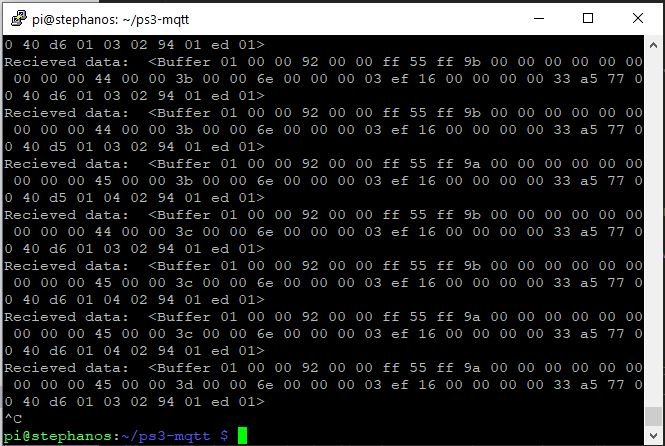 pi@stephanos: ~/ps3-mqtt
0 40 d6 01 03 02 94 01 ed 01>
Recieved data:  <Buffer 01 00 00 92 00 00 ff 55 ff 9b 00 00 00 00 00 00
 00 00 00 44 00 00 3b 00 00 6e 00 00 00 00 03 ef 16 00 00 00 00 33 a5 77 0
0 40 d6 01 03 02 94 01 ed 01>
Recieved data:  <Buffer 01 00 00 92 00 00 ff 55 ff 9b 00 00 00 00 00 00
 00 00 00 44 00 00 3b 00 00 6e 00 00 00 00 03 ef 16 00 00 00 00 33 a5 77 0
0 40 d5 01 03 02 94 01 ed 01>
Recieved data:  <Buffer 01 00 00 92 00 00 ff 55 ff 9a 00 00 00 00 00 00
 00 00 00 45 00 00 3b 00 00 6e 00 00 00 00 03 ef 16 00 00 00 00 33 a5 77 0
0 40 d5 01 04 02 94 01 ed 01>
Recieved data:  <Buffer 01 00 00 92 00 00 ff 55 ff 9b 00 00 00 00 00 00
 00 00 00 44 00 00 3c 00 00 6e 00 00 00 00 03 ef 16 00 00 00 00 33 a5 77 0
0 40 d6 01 03 02 94 01 ed 01>
Recieved data:  <Buffer 01 00 00 92 00 00 ff 55 ff 9b 00 00 00 00 00 00
 00 00 00 45 00 00 3c 00 00 6e 00 00 00 00 03 ef 16 00 00 00 00 33 a5 77 0
0 40 d6 01 04 02 94 01 ed 01>
Recieved data:  <Buffer 01 00 00 92 00 00 ff 55 ff 9a 00 00 00 00 00 00
 00 00 00 45 00 00 3c 00 00 6e 00 00 00 00 03 ef 16 00 00 00 00 33 a5 77 0
0 40 d6 01 04 02 94 01 ed 01>
Recieved data:  <Buffer 01 00 00 92 00 00 ff 55 ff 9a 00 00 00 00 00 00
 00 00 00 45 00 00 3d 00 00 6e 00 00 00 00 03 ef 16 00 00 00 00 33 a5 77 0
0 40 d6 01 03 02 94 01 ed 01>
^C
pi@stephanos:~/ps3-mqtt $